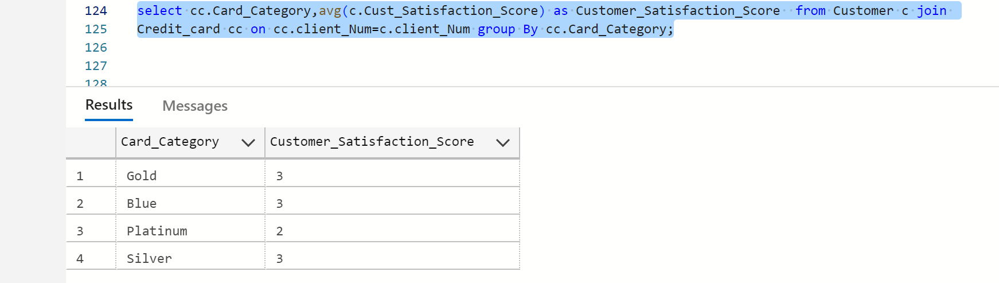 124 select cc.Card_Category,avg(c.Cust_Satisfaction_Score) as Customer_Satisfaction_Score  from Customer c join
125 Credit_card cc on cc.client_Num=c.client_Num group By cc.Card_Category;
126
127
128
Results Messages
Card_Category Customer_Satisfaction_Score
1 Gold 3
2 Blue 3
3 Platinum 2
4 Silver 3